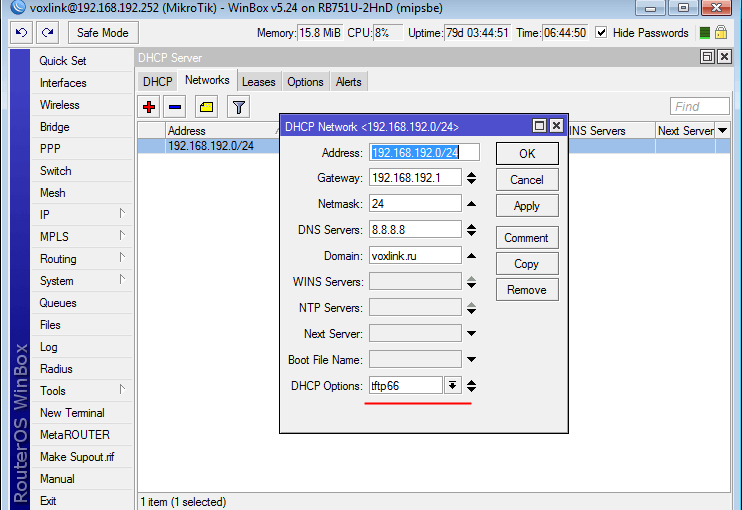 voxlink@192.168.192.252 (MikroTik) - WinBox v5.24 on RB751U-2HnD (mipsbe)
Safe Mode
Memory: 15.8 MiB CPU: 8% Uptime: 79d 03:44:51 Time: 06:44:50 Hide Passwords
RouterOS WinBox
Quick Set
Interfaces
Wireless
Bridge
PPP
Switch
Mesh
IP
MPLS
Routing
System
Queues
Files
Log
Radius
Tools
New Terminal
MetaROUTER
Make Supout.rif
Manual
Exit
DHCP Server
DHCP Networks Leases Options Alerts
Find
Address
NS Servers Next Server
192.168.192.0/24
DHCP Network <192.168.192.0/24>
Address: 192.168.192.0/24
Gateway: 192.168.192.1
Netmask: 24
DNS Servers: 8.8.8.8
Domain: voxlink.ru
WINS Servers:
NTP Servers:
Next Server:
Boot File Name:
DHCP Options: tftp66
OK
Cancel
Apply
Comment
Copy
Remove
1 item (1 selected)